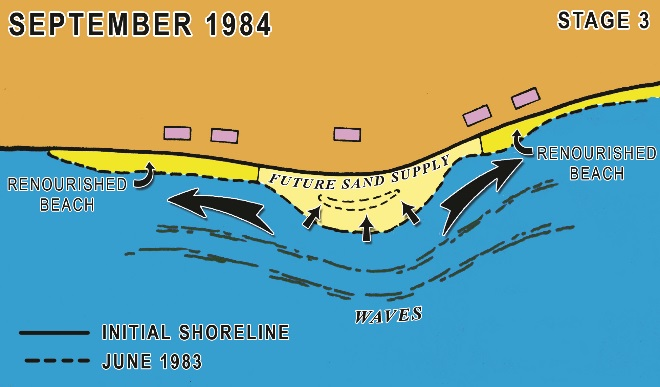 SEPTEMBER 1984
STAGE 3
FUTURE SAND SUPPLY
RENOURISHED
BEACH
RENOURISHED
BEACH
WAVES
INITIAL SHORELINE
JUNE 1983